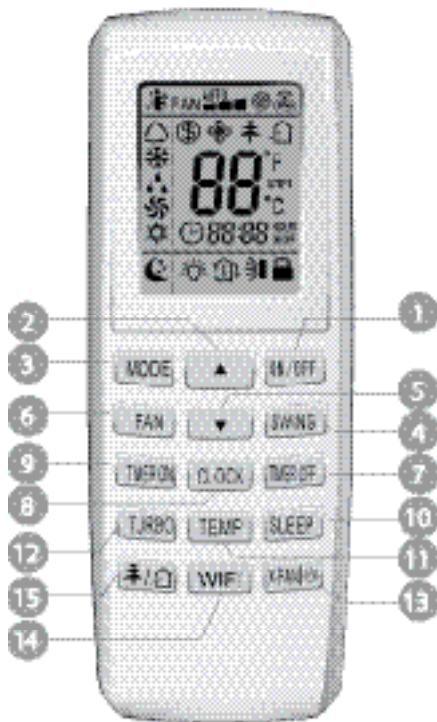 FAN
88 °F
°C
88:88
2
1
3 MODE ▲ ON/OFF
5
6 FAN ▼ SWING
4
9 TIMER ON CLOCK TIMER OFF 7
8
10
12 TURBO TEMP SLEEP
11
15 WIFI
13
14